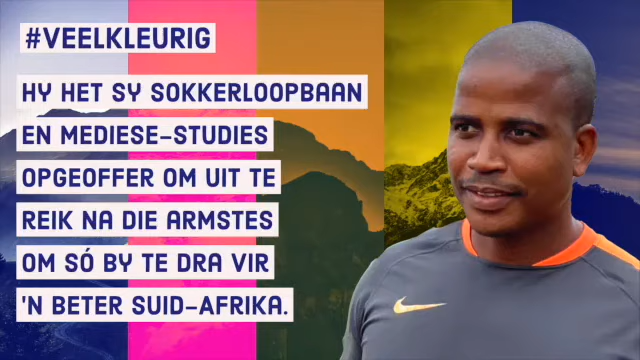 #VEELKLEURIG
HY HET SY SOKKERLOOPBAAN
EN MEDIESE-STUDIES
OPGEOFFER OM UIT TE
REIK NA DIE ARMSTES
OM SÓ BY TE DRA VIR
'N BETER SUID-AFRIKA.